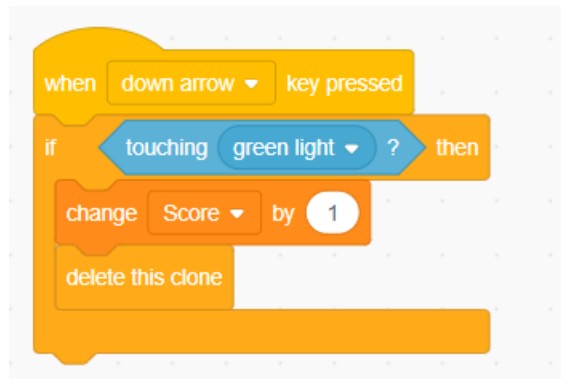 when down arrow key pressed
if touching green light ? then
change Score by 1
delete this clone